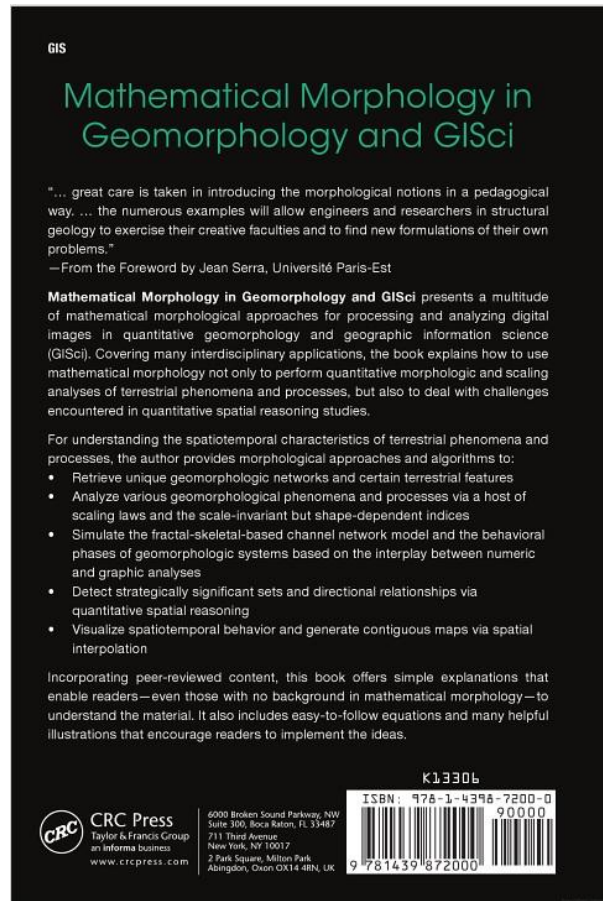 GIS
Mathematical Morphology in
Geomorphology and GISci
"... great care is taken in introducing the morphological notions in a pedagogical
way. ... the numerous examples will allow engineers and researchers in structural
geology to exercise their creative faculties and to find new formulations of their own
problems."
—From the Foreword by Jean Serra, Université Paris-Est
Mathematical Morphology in Geomorphology and GISci presents a multitude
of mathematical morphological approaches for processing and analyzing digital
images in quantitative geomorphology and geographic information science
(GISci). Covering many interdisciplinary applications, the book explains how to use
mathematical morphology not only to perform quantitative morphologic and scaling
analyses of terrestrial phenomena and processes, but also to deal with challenges
encountered in quantitative spatial reasoning studies.
For understanding the spatiotemporal characteristics of terrestrial phenomena and
processes, the author provides morphological approaches and algorithms to:
• Retrieve unique geomorphologic networks and certain terrestrial features
• Analyze various geomorphological phenomena and processes via a host of
scaling laws and the scale-invariant but shape-dependent indices
• Simulate the fractal-skeletal-based channel network model and the behavioral
phases of geomorphologic systems based on the interplay between numeric
and graphic analyses
• Detect strategically significant sets and directional relationships via
quantitative spatial reasoning
• Visualize spatiotemporal behavior and generate contiguous maps via spatial
interpolation
Incorporating peer-reviewed content, this book offers simple explanations that
enable readers—even those with no background in mathematical morphology—to
understand the material. It also includes easy-to-follow equations and many helpful
illustrations that encourage readers to implement the ideas.
K13306
ISBN: 978-1-4398-7200-0
90000
9 781439 872000
CRC
CRC Press
Taylor & Francis Group
an informa business
www.crcpress.com
6000 Broken Sound Parkway, NW
Suite 300, Boca Raton, FL 33487
711 Third Avenue
New York, NY 10017
2 Park Square, Milton Park
Abingdon, Oxon OX14 4RN, UK